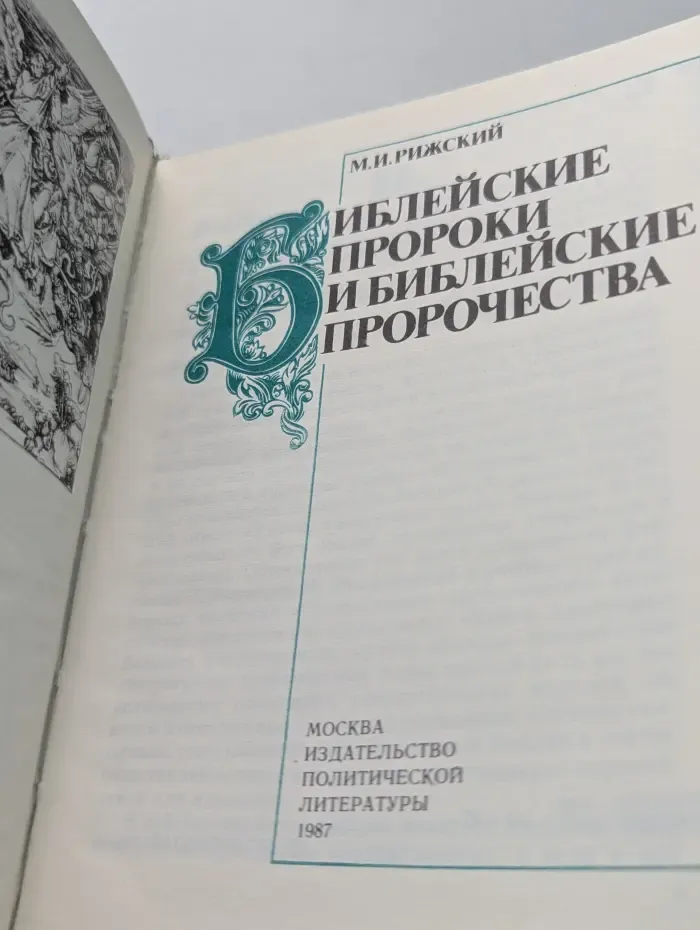 М.И.РИЖСКИЙ
БИБЛЕЙСКИЕ
ПРОРОКИ
И БИБЛЕЙСКИЕ
ПРОРОЧЕСТВА
МОСКВА
ИЗДАТЕЛЬСТВО
ПОЛИТИЧЕСКОЙ
ЛИТЕРАТУРЫ
1987